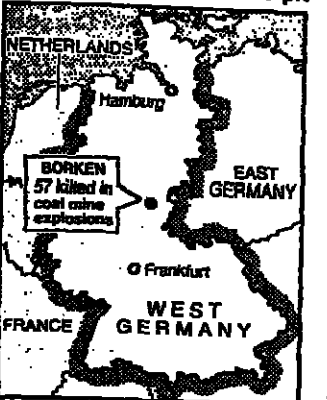 NETHERLANDS
Hamburg
BORKEN
57 killed in
coal mine
explosions
EAST
GERMANY
Frankfurt
WEST
GERMANY
FRANCE